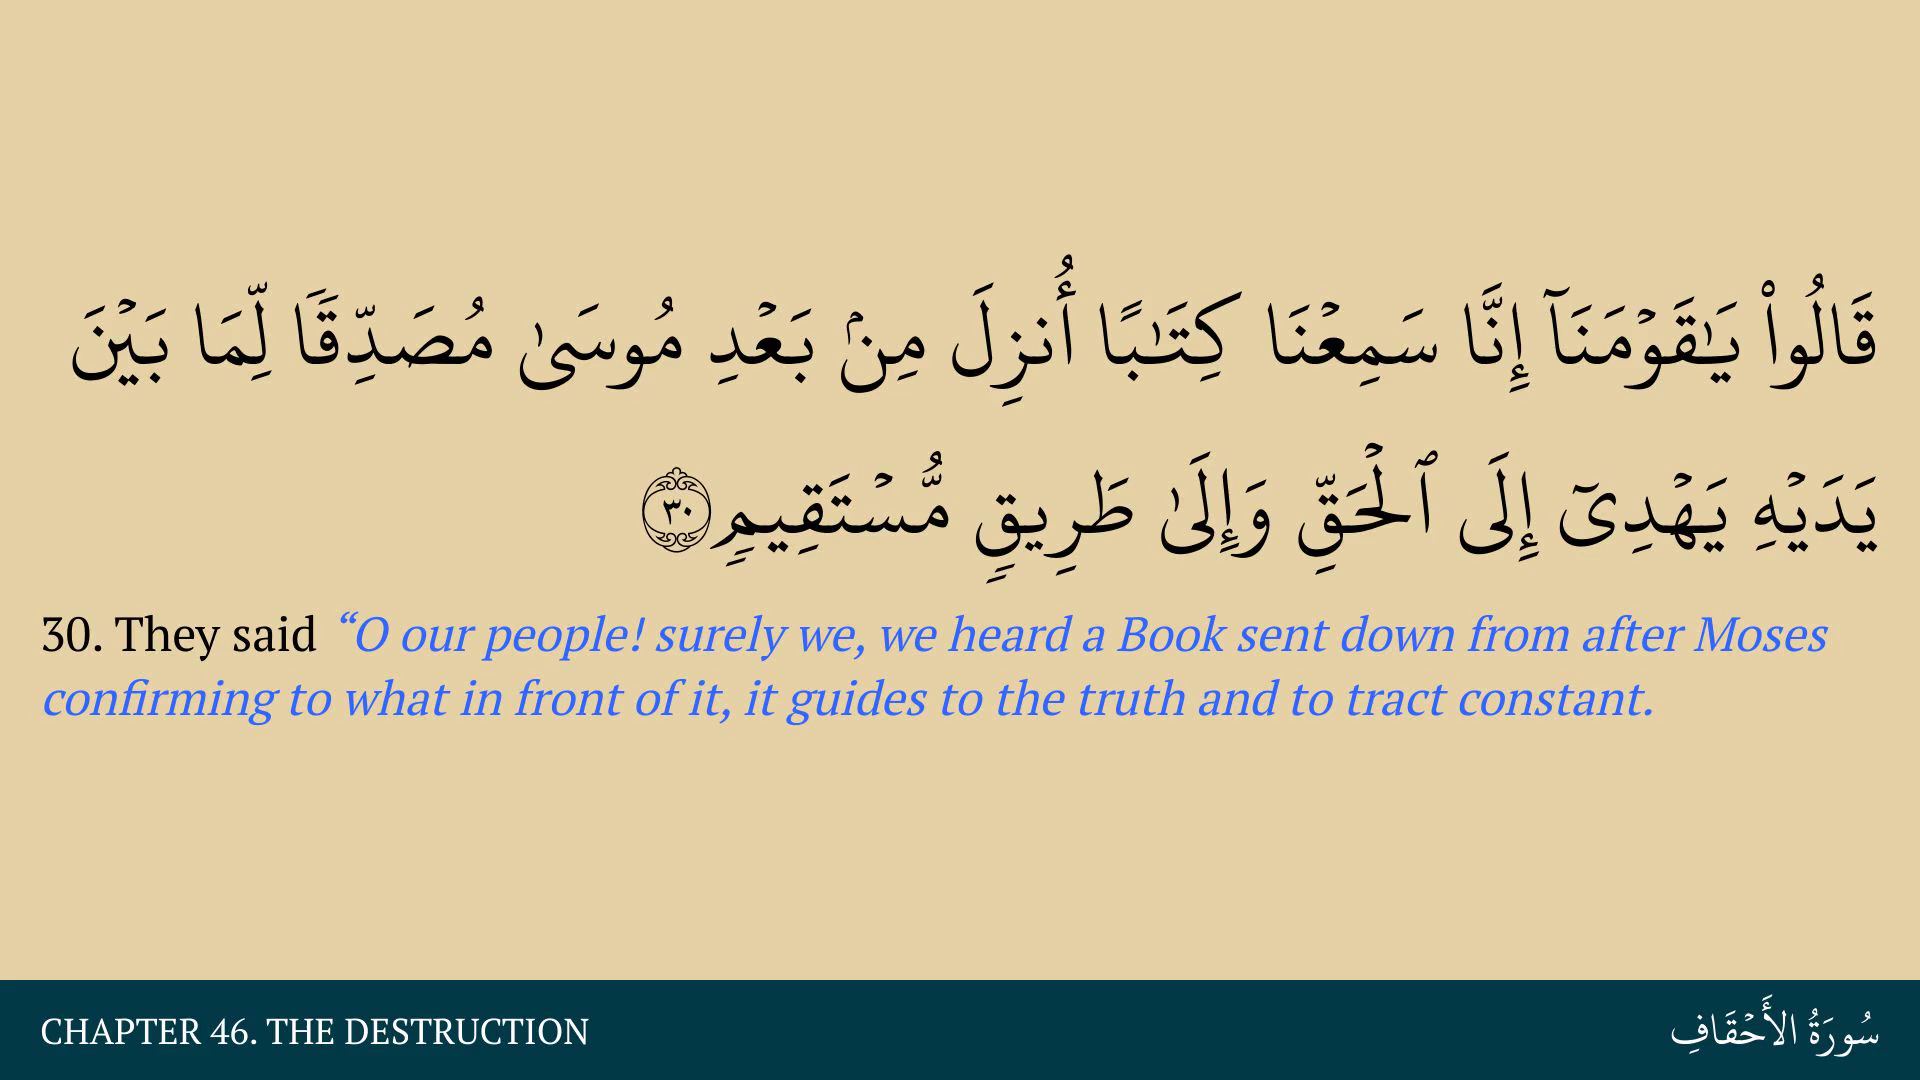 قَالُوا۟ يَـٰقَوۡمَنَاۤ إِنَّا سَمِعۡنَا كِتَـٰبًا أُنزِلَ مِنۢ بَعۡدِ مُوسَىٰ مُصَدِّقࣰا لِّمَا بَیۡنَ
یَدَیۡهِ یَهۡدِیۤ إِلَى ٱلۡحَقِّ وَإِلَىٰ طَرِیقࣲ مُّسۡتَقِیمࣲ ٣٠
30. They said “O our people! surely we, we heard a Book sent down from after Moses
confirming to what in front of it, it guides to the truth and to tract constant.
CHAPTER 46. THE DESTRUCTION
سُورَةُ الأَحۡقَافِ